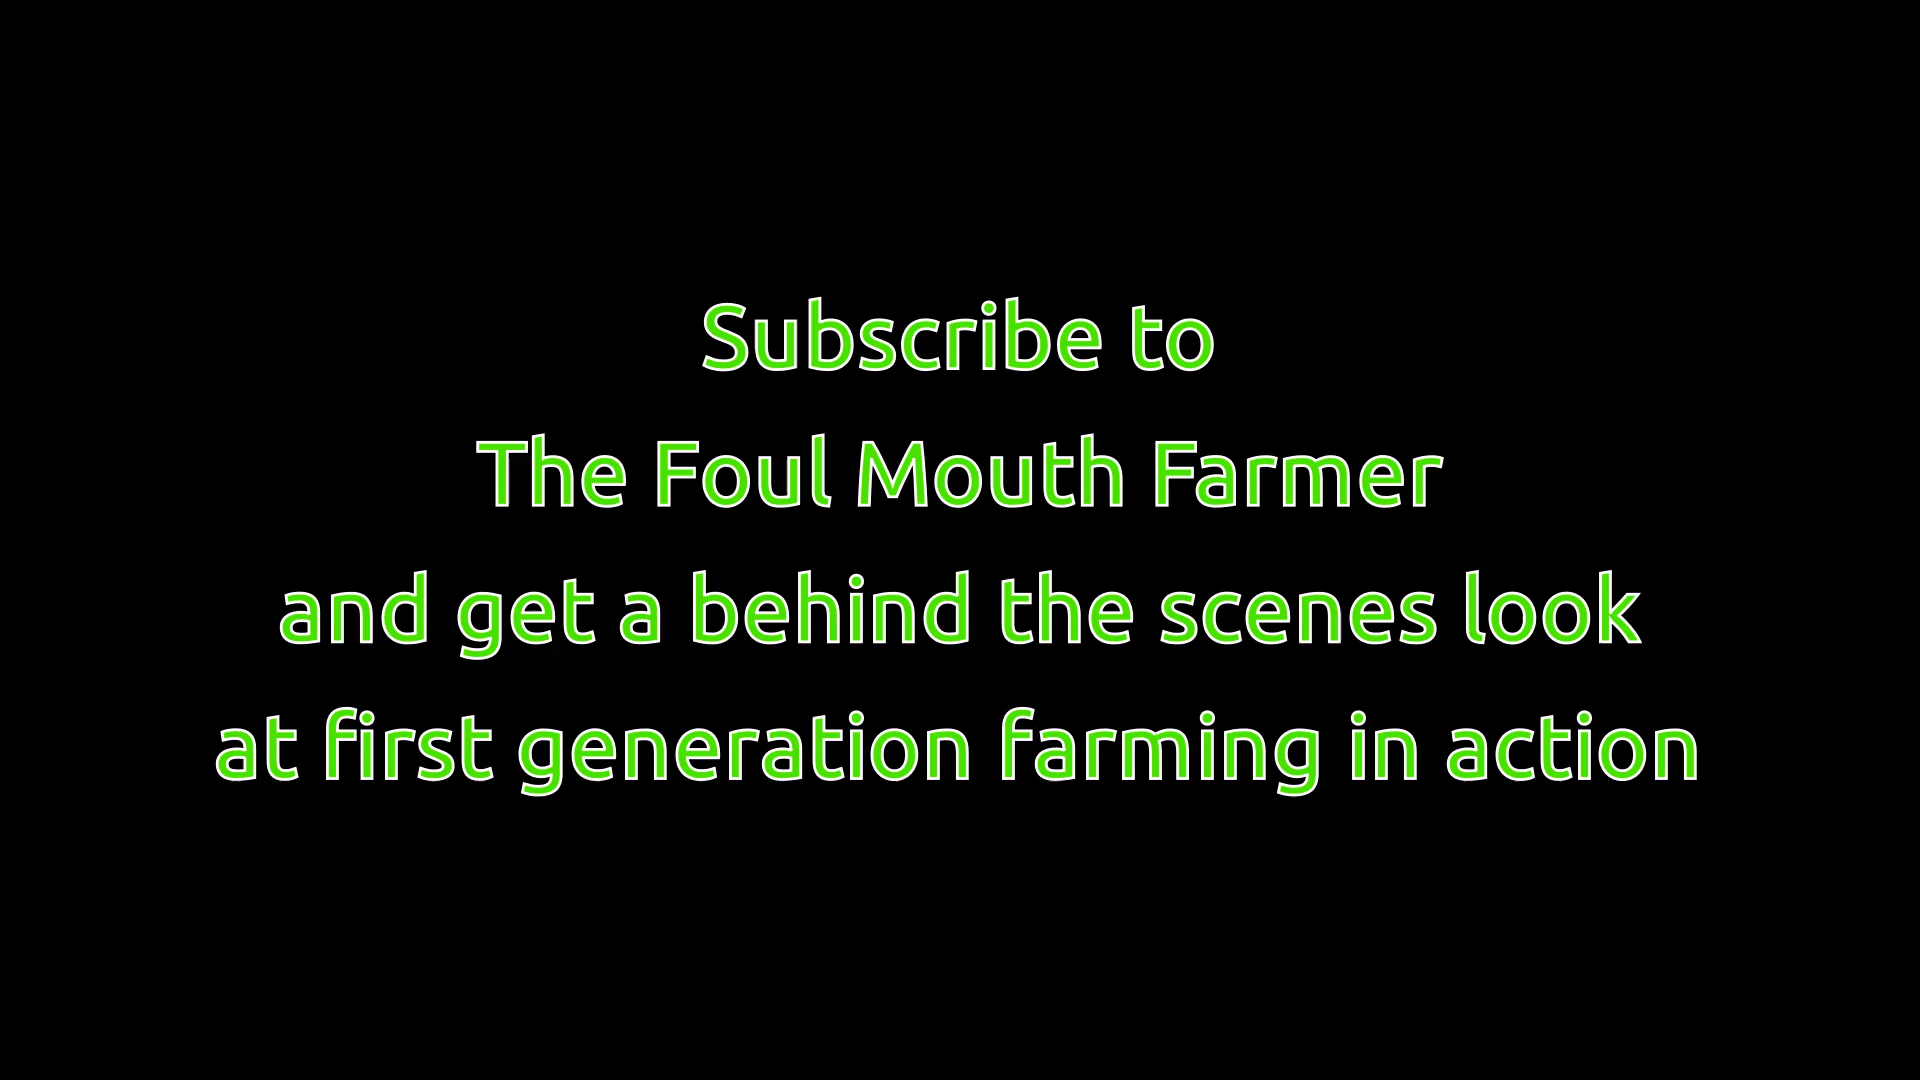 Subscribe to
The Foul Mouth Farmer
and get a behind the scenes look
at first generation farming in action